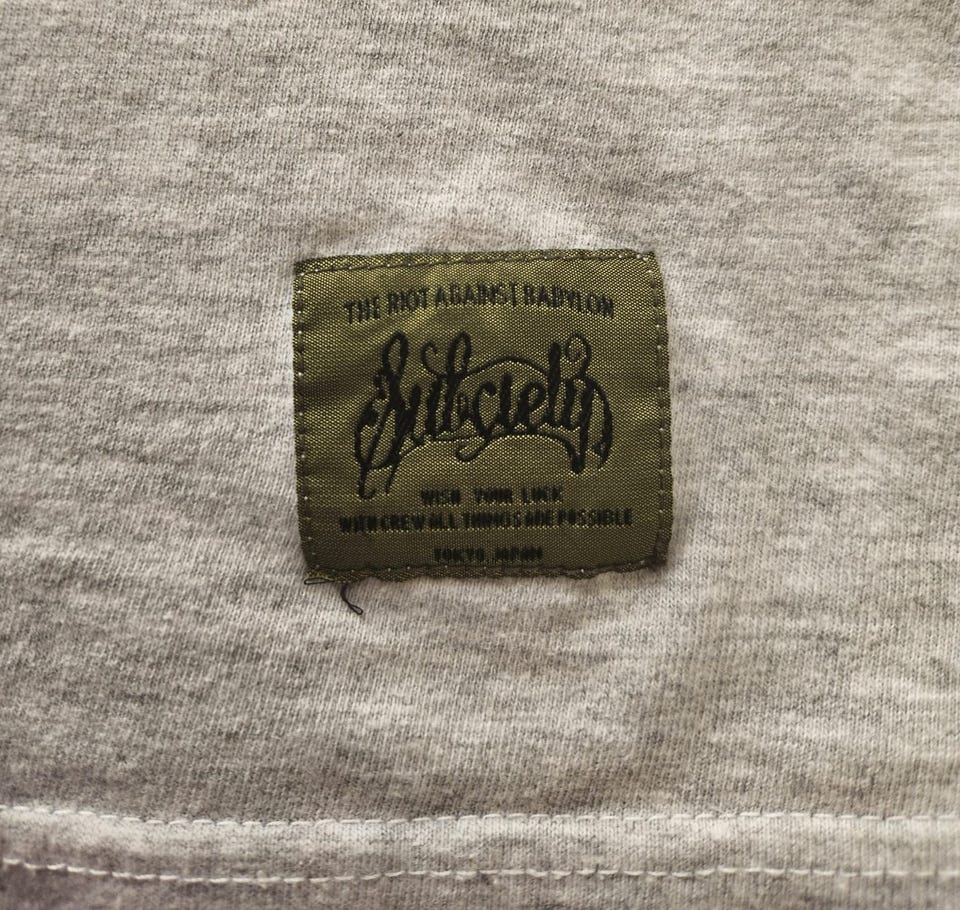 THE RIOT AGAINST BABYLON
Subciety
WISH YOUR LUCK
WITH CREW ALL THINGS ARE POSSIBLE
TOKYO JAPAN